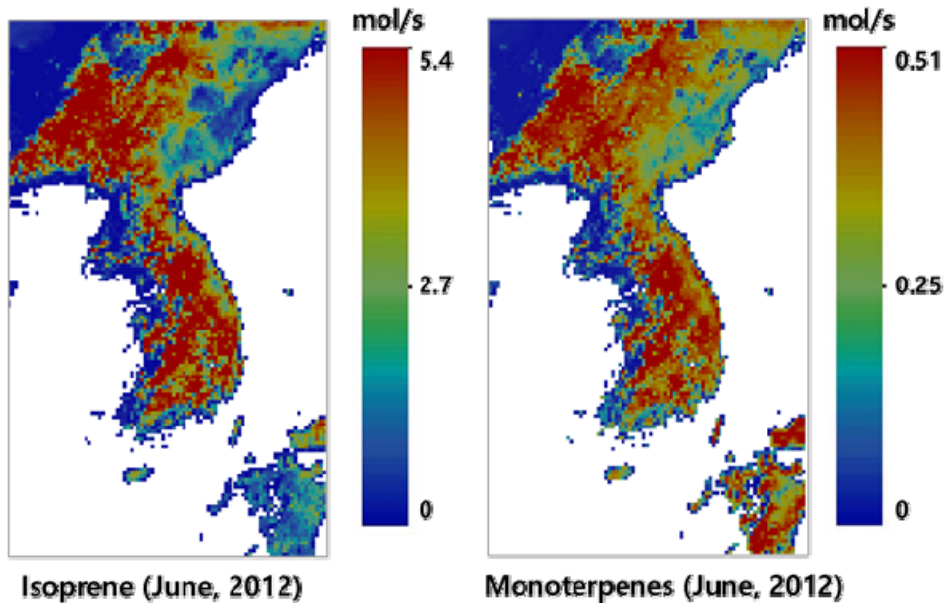 mol/s
5.4
2.7
0
Isoprene (June, 2012)
mol/s
0.51
0.25
0
Monoterpenes (June, 2012)